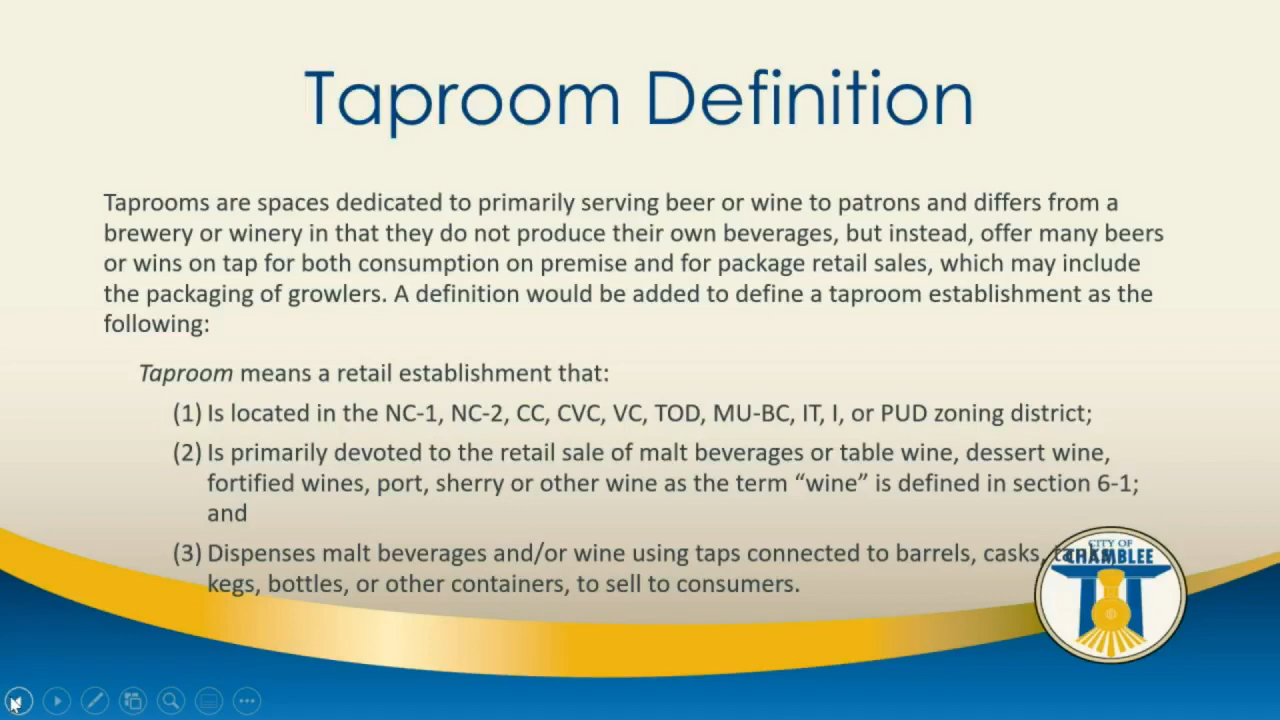 Taproom Definition
Taprooms are spaces dedicated to primarily serving beer or wine to patrons and differs from a
brewery or winery in that they do not produce their own beverages, but instead, offer many beers
or wins on tap for both consumption on premise and for package retail sales, which may include
the packaging of growlers. A definition would be added to define a taproom establishment as the
following:
Taproom means a retail establishment that:
(1) Is located in the NC-1, NC-2, CC, CVC, VC, TOD, MU-BC, IT, I, or PUD zoning district;
(2) Is primarily devoted to the retail sale of malt beverages or table wine, dessert wine,
fortified wines, port, sherry or other wine as the term “wine” is defined in section 6-1;
and
(3) Dispenses malt beverages and/or wine using taps connected to barrels, casks,
kegs, bottles, or other containers, to sell to consumers.
CITY OF
CHAMBLEE